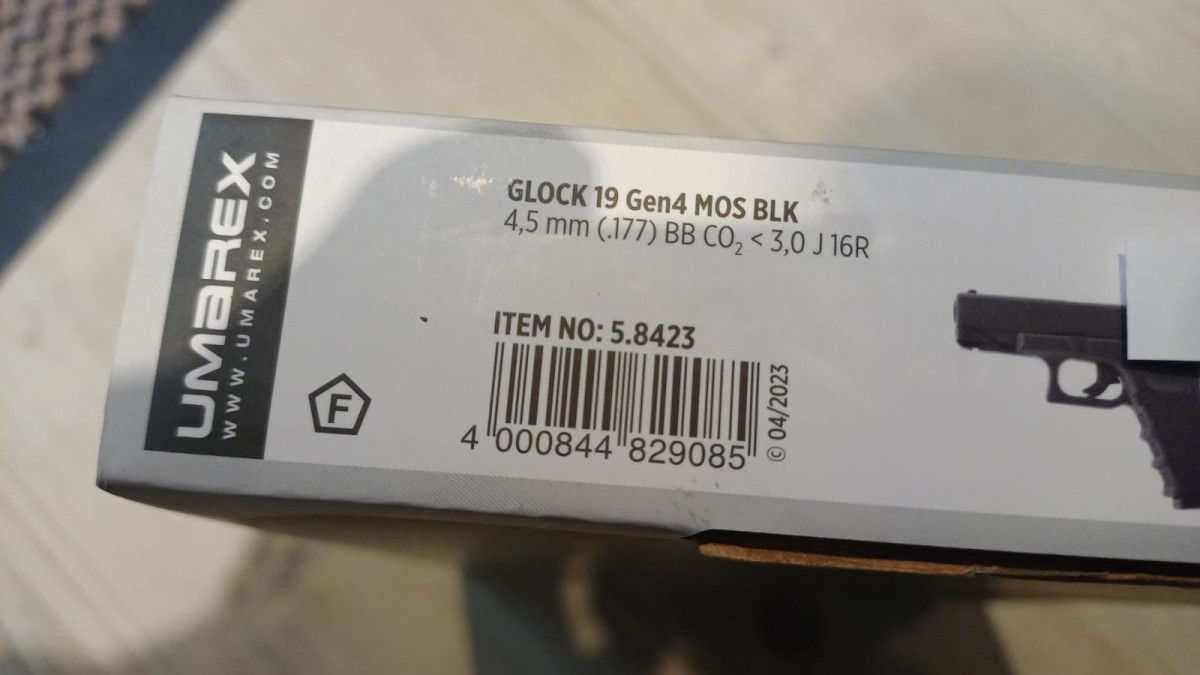 UMAREX
WWW.UMAREX.COM
GLOCK 19 Gen4 MOS BLK
4,5 mm (.177) BB CO₂ < 3,0 J 16R
ITEM NO: 5.8423
F
4 000844 829085
© 04/2023